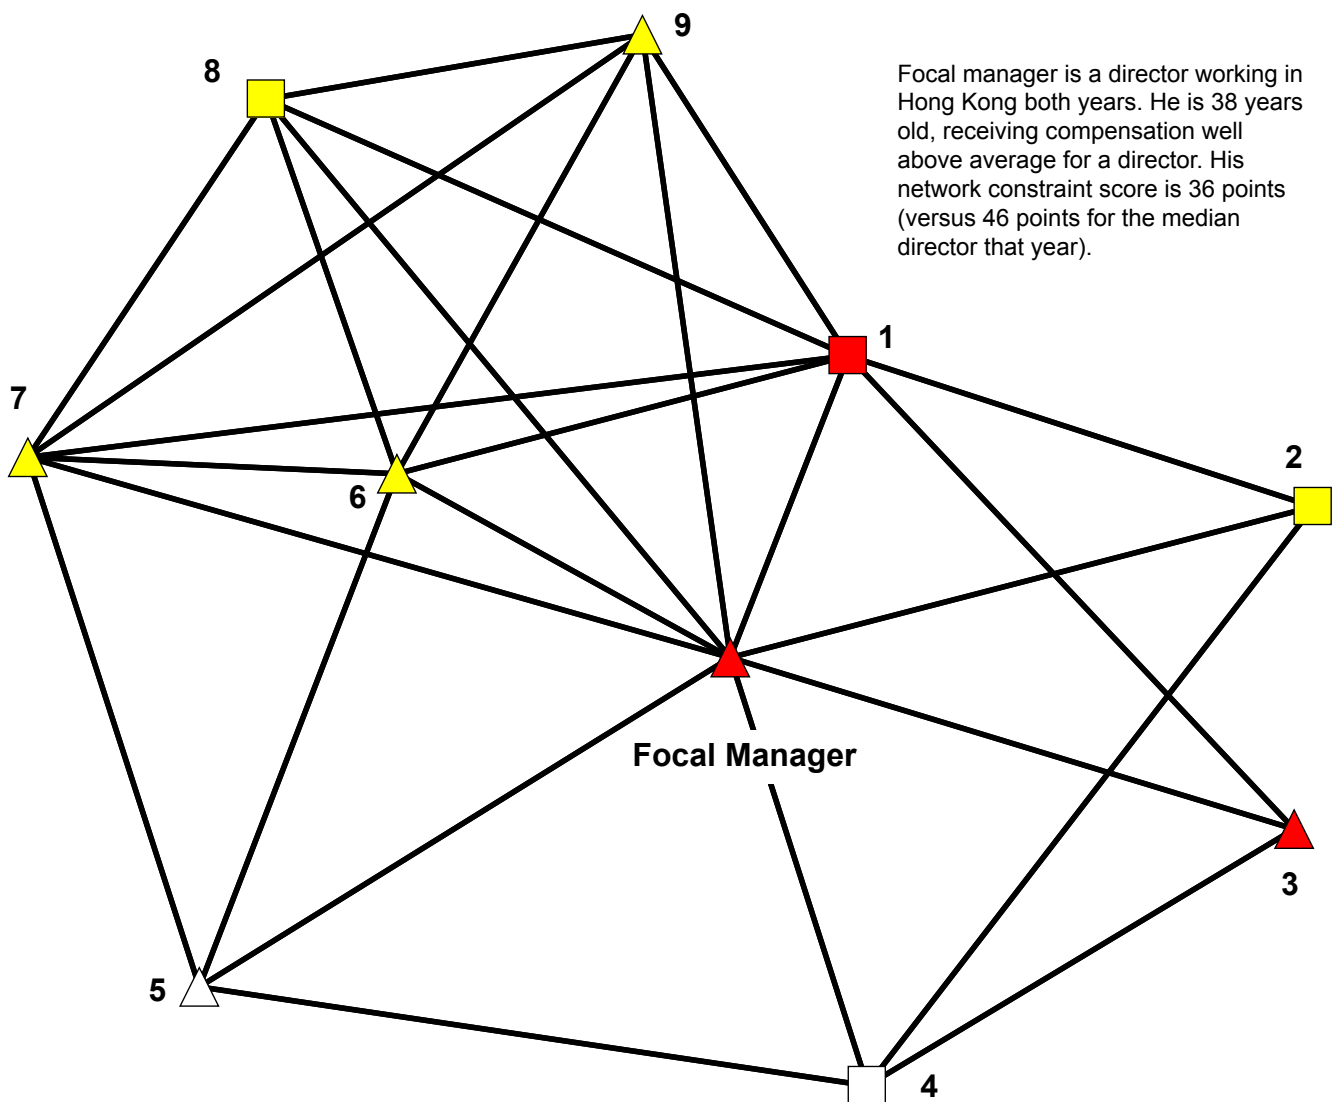 9
8
Focal manager is a director working in
Hong Kong both years. He is 38 years
old, receiving compensation well
above average for a director. His
network constraint score is 36 points
(versus 46 points for the median
director that year).
1
7
2
6
Focal Manager
3
5
4